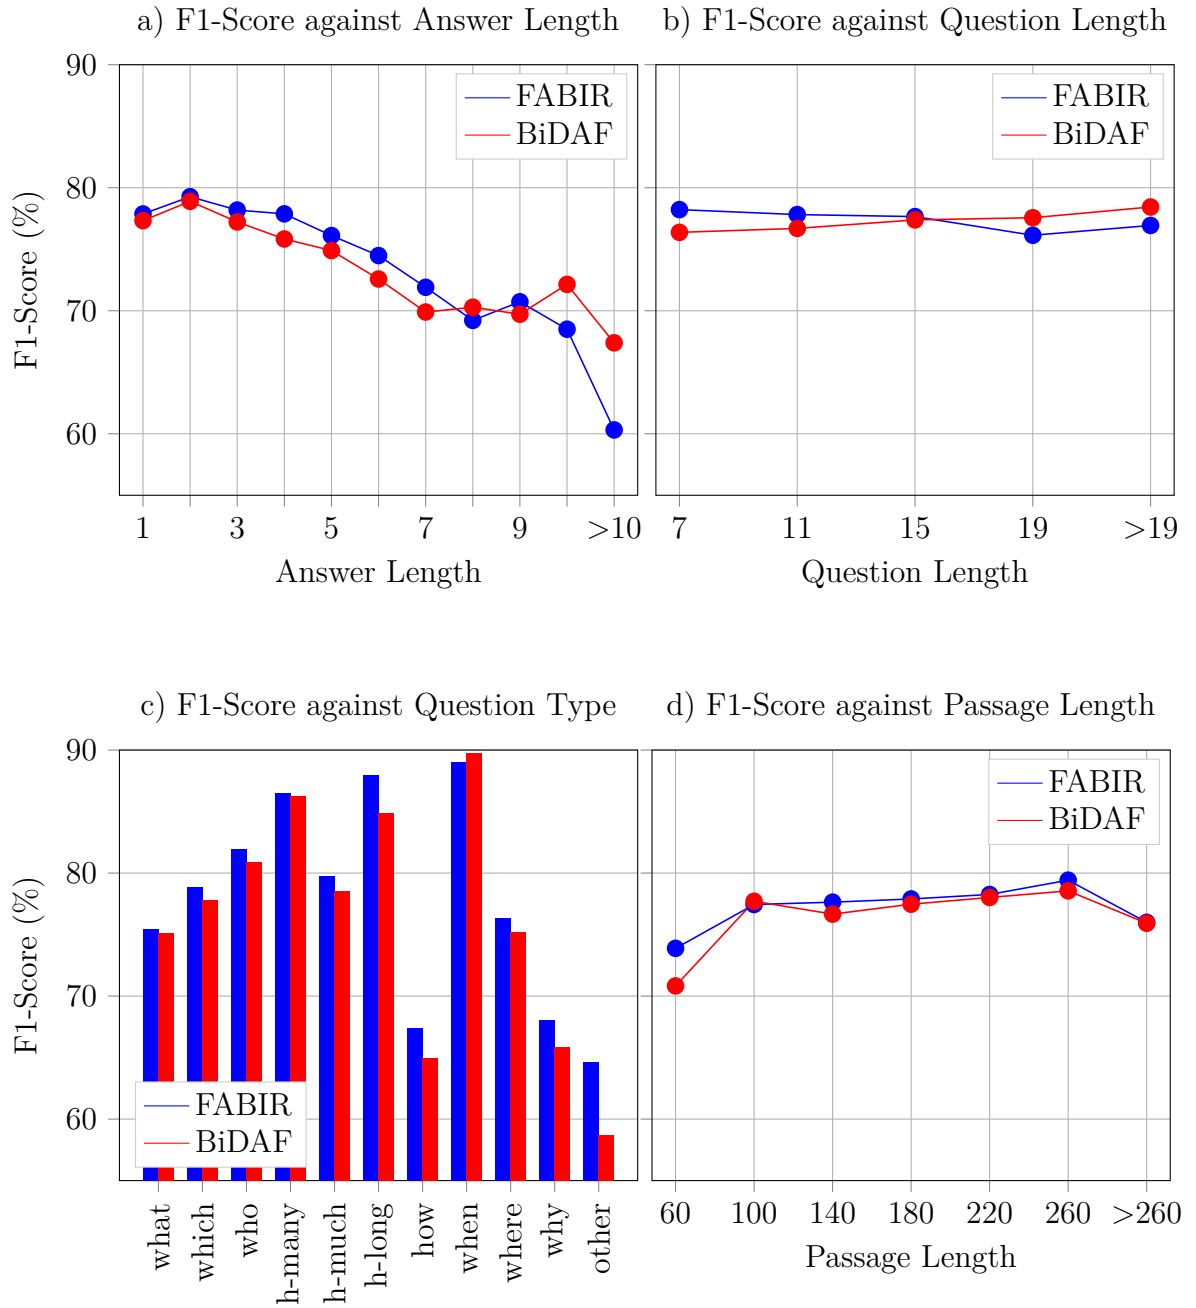 a) F1-Score against Answer Length
b) F1-Score against Question Length
90
80
70
60
F1-Score (%)
FABIR
BiDAF
FABIR
BiDAF
1 3 5 7 9 >10
7 11 15 19 >19
Answer Length
Question Length
c) F1-Score against Question Type
d) F1-Score against Passage Length
90
80
70
60
F1-Score (%)
FABIR
BiDAF
FABIR
BiDAF
what
which
who
h-many
h-much
h-long
how
when
where
why
other
60 100 140 180 220 260 >260
Passage Length